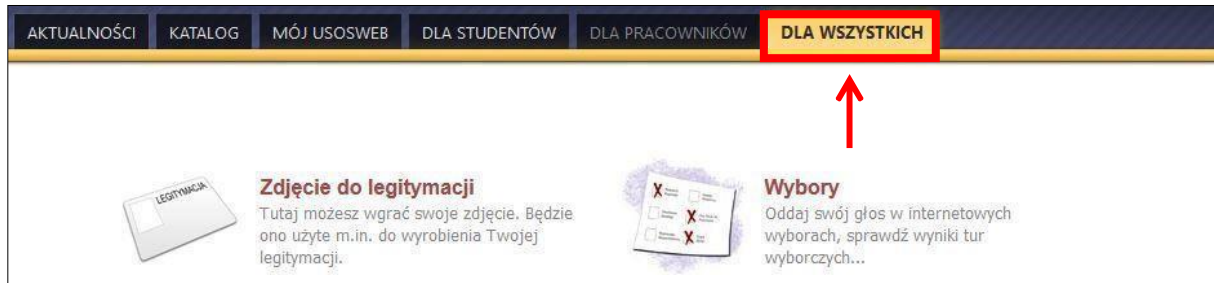 AKTUALNOŚCI KATALOG MÓJ USOSWEB DLA STUDENTÓW DLA PRACOWNIKÓW DLA WSZYSTKICH
LEGITYMACJA
Zdjęcie do legitymacji
Tutaj możesz wgrać swoje zdjęcie. Będzie
ono użyte m.in. do wyrobienia Twojej
legitymacji.
Wybory
Oddaj swój głos w internetowych
wyborach, sprawdź wyniki tur
wyborczych...